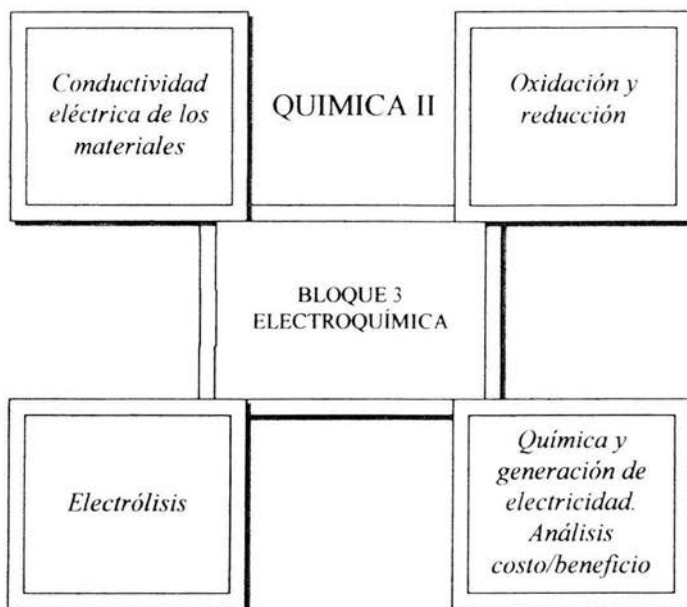 Conductividad
eléctrica de los
materiales
QUIMICA II
Oxidación y
reducción
BLOQUE 3
ELECTROQUÍMICA
Electrólisis
Química y
generación de
electricidad.
Análisis
costo/beneficio